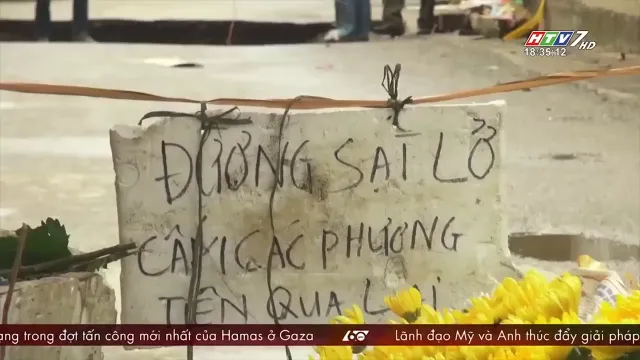 HTV7 HD
18:35:12
ĐƯỜNG SẠT LỞ
CẤM CÁC PHƯƠNG
TIỆN QUA LẠI
ang trong đợt tấn công mới nhất của Hamas ở Gaza
60
Lãnh đạo Mỹ và Anh thúc đẩy giải pháp